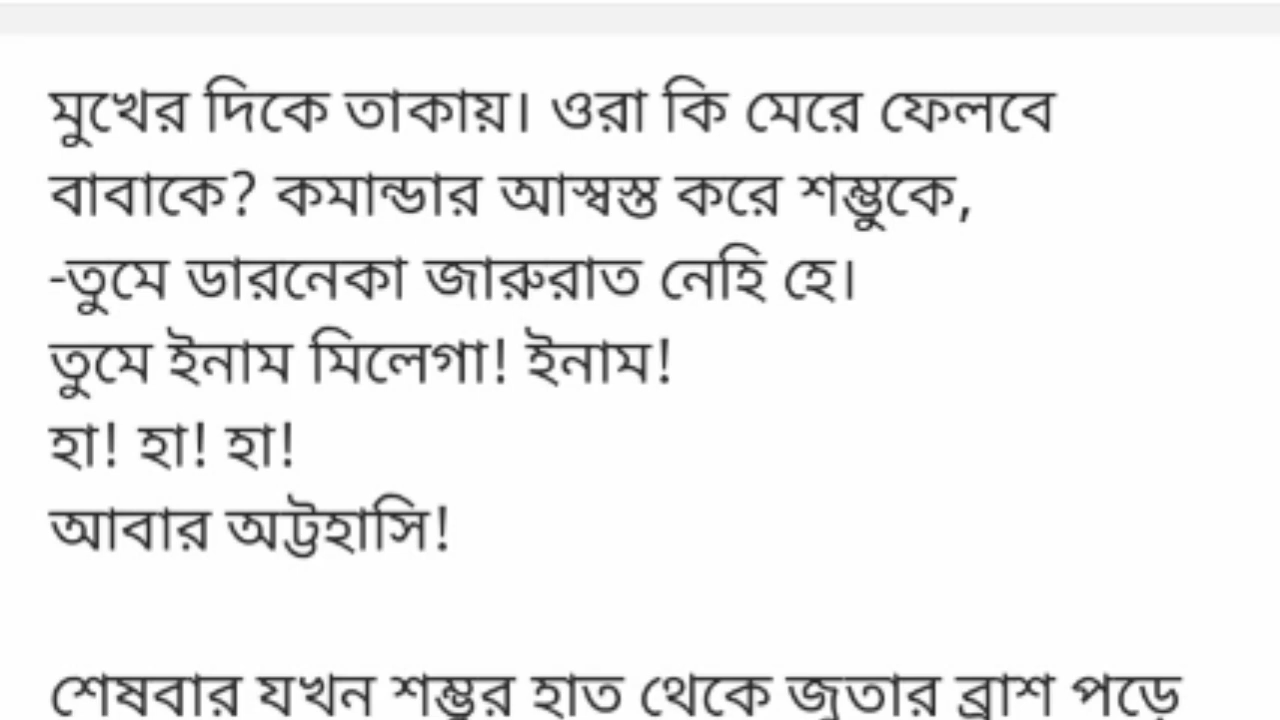 মুখের দিকে তাকায়। ওরা কি মেরে ফেলবে
বাবাকে? কমান্ডার আস্বস্ত করে শম্ভুকে,
-তুমে ডারনেকা জারুরাত নেহি হে।
তুমে ইনাম মিলেগা! ইনাম!
হা! হা! হা!
আবার অট্টহাসি!
শেষবার যখন শম্ভুর হাত থেকে জুতার ব্রাশ পড়ে